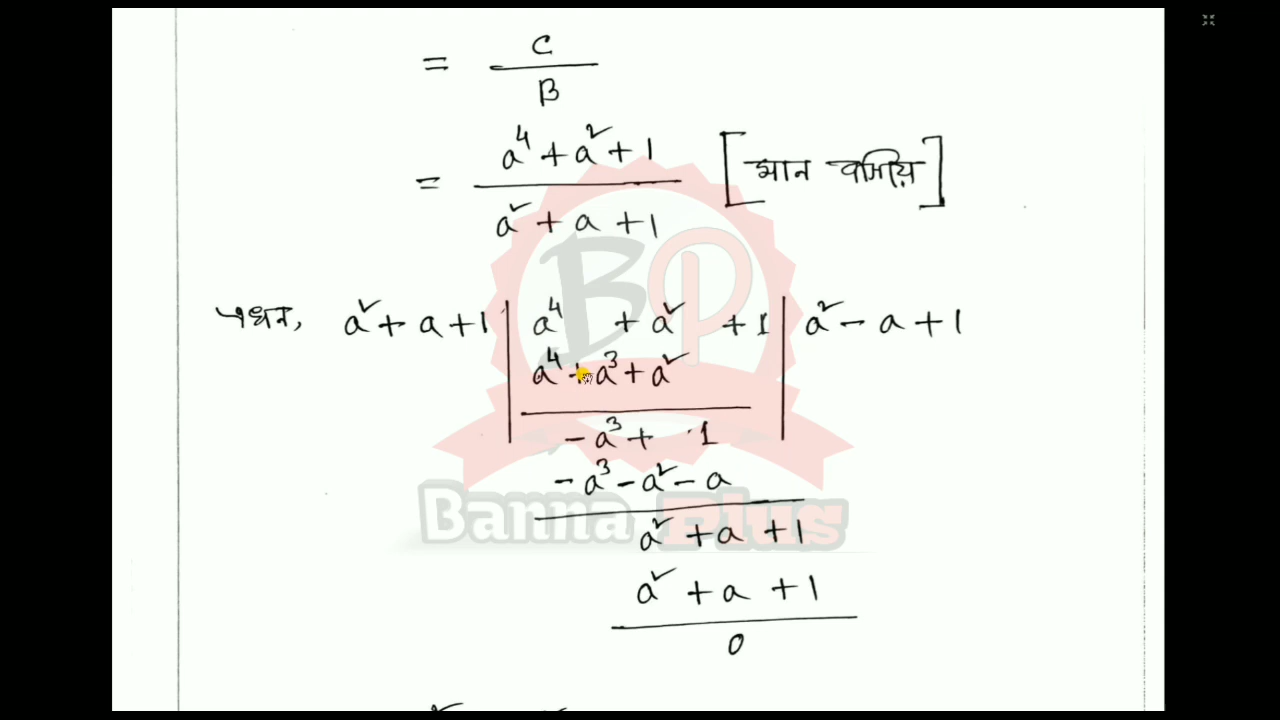 = C/B
= a⁴ + a² + 1 / a² + a + 1 [মান বসিয়ে]
এখন, a² + a + 1 | a⁴ + a² + 1 | a² - a + 1
a⁴ + a³ + a²
- a³ + 1
- a³ - a² - a
a² + a + 1
a² + a + 1
0
BP
Banna Plus